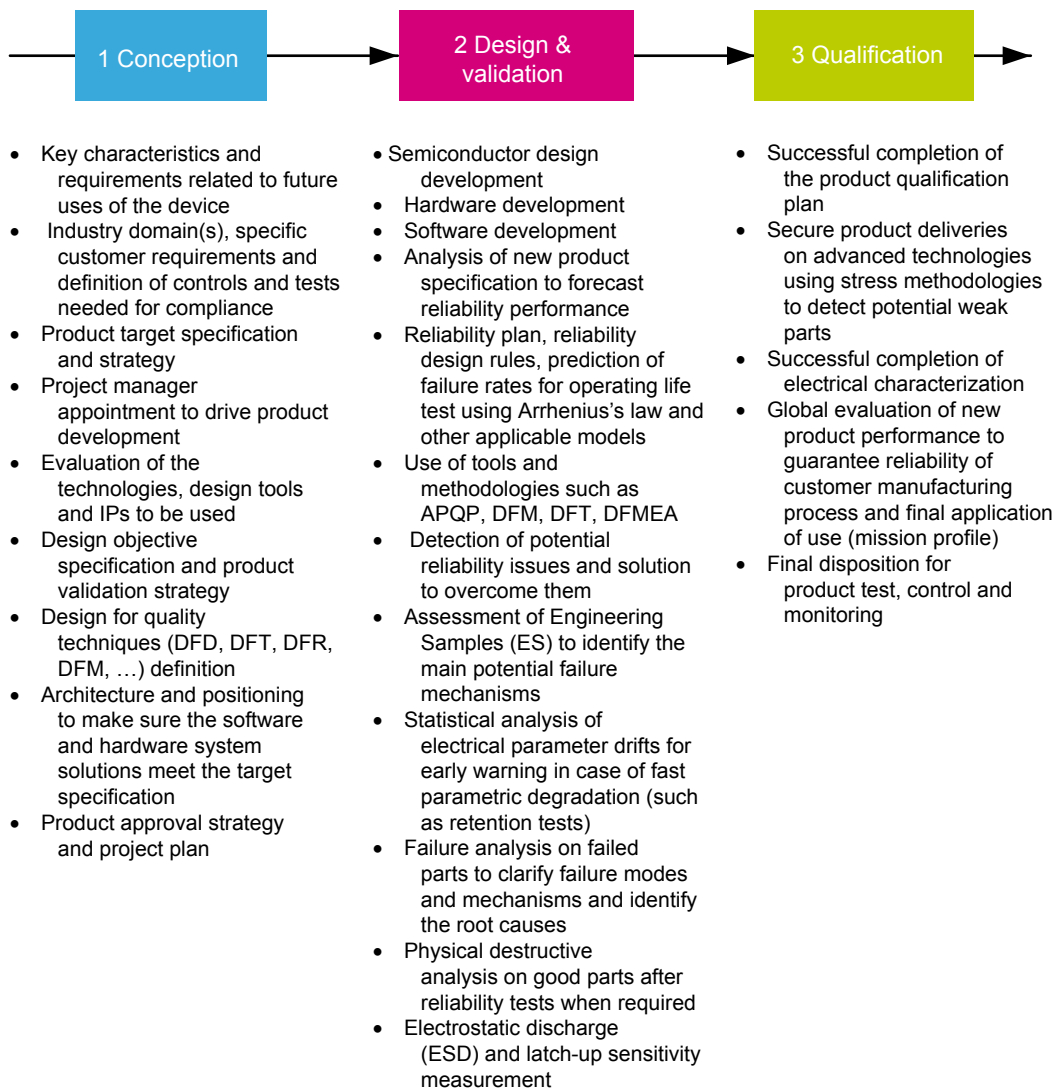 1 Conception
2 Design &
validation
3 Qualification
• Key characteristics and
requirements related to future
uses of the device
• Industry domain(s), specific
customer requirements and
definition of controls and tests
needed for compliance
• Product target specification
and strategy
• Project manager
appointment to drive product
development
• Evaluation of the
technologies, design tools
and IPs to be used
• Design objective
specification and product
validation strategy
• Design for quality
techniques (DFD, DFT, DFR,
DFM, …) definition
• Architecture and positioning
to make sure the software
and hardware system
solutions meet the target
specification
• Product approval strategy
and project plan
• Semiconductor design
development
• Hardware development
• Software development
• Analysis of new product
specification to forecast
reliability performance
• Reliability plan, reliability
design rules, prediction of
failure rates for operating life
test using Arrhenius’s law and
other applicable models
• Use of tools and
methodologies such as
APQP, DFM, DFT, DFMEA
• Detection of potential
reliability issues and solution
to overcome them
• Assessment of Engineering
Samples (ES) to identify the
main potential failure
mechanisms
• Statistical analysis of
electrical parameter drifts for
early warning in case of fast
parametric degradation (such
as retention tests)
• Failure analysis on failed
parts to clarify failure modes
and mechanisms and identify
the root causes
• Physical destructive
analysis on good parts after
reliability tests when required
• Electrostatic discharge
(ESD) and latch-up sensitivity
measurement
• Successful completion of
the product qualification
plan
• Secure product deliveries
on advanced technologies
using stress methodologies
to detect potential weak
parts
• Successful completion of
electrical characterization
• Global evaluation of new
product performance to
guarantee reliability of
customer manufacturing
process and final application
of use (mission profile)
• Final disposition for
product test, control and
monitoring